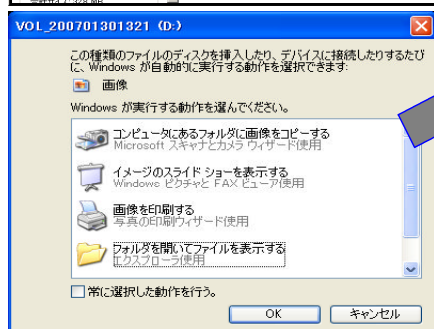 VOL_200701301321 (D:)
この種類のファイルのディスクを挿入したり、デバイスに接続したりするたび
に、Windows が自動的に実行する動作を選択できます:
画像
Windows が実行する動作を選んでください。
コンピュータにあるフォルダに画像をコピーする
Microsoft スキャナとカメラ ウィザード使用
イメージのスライド ショーを表示する
Windows ピクチャと FAX ビューア使用
画像を印刷する
写真の印刷ウィザード使用
フォルダを開いてファイルを表示する
エクスプローラ使用
常に選択した動作を行う。
OK
キャンセル